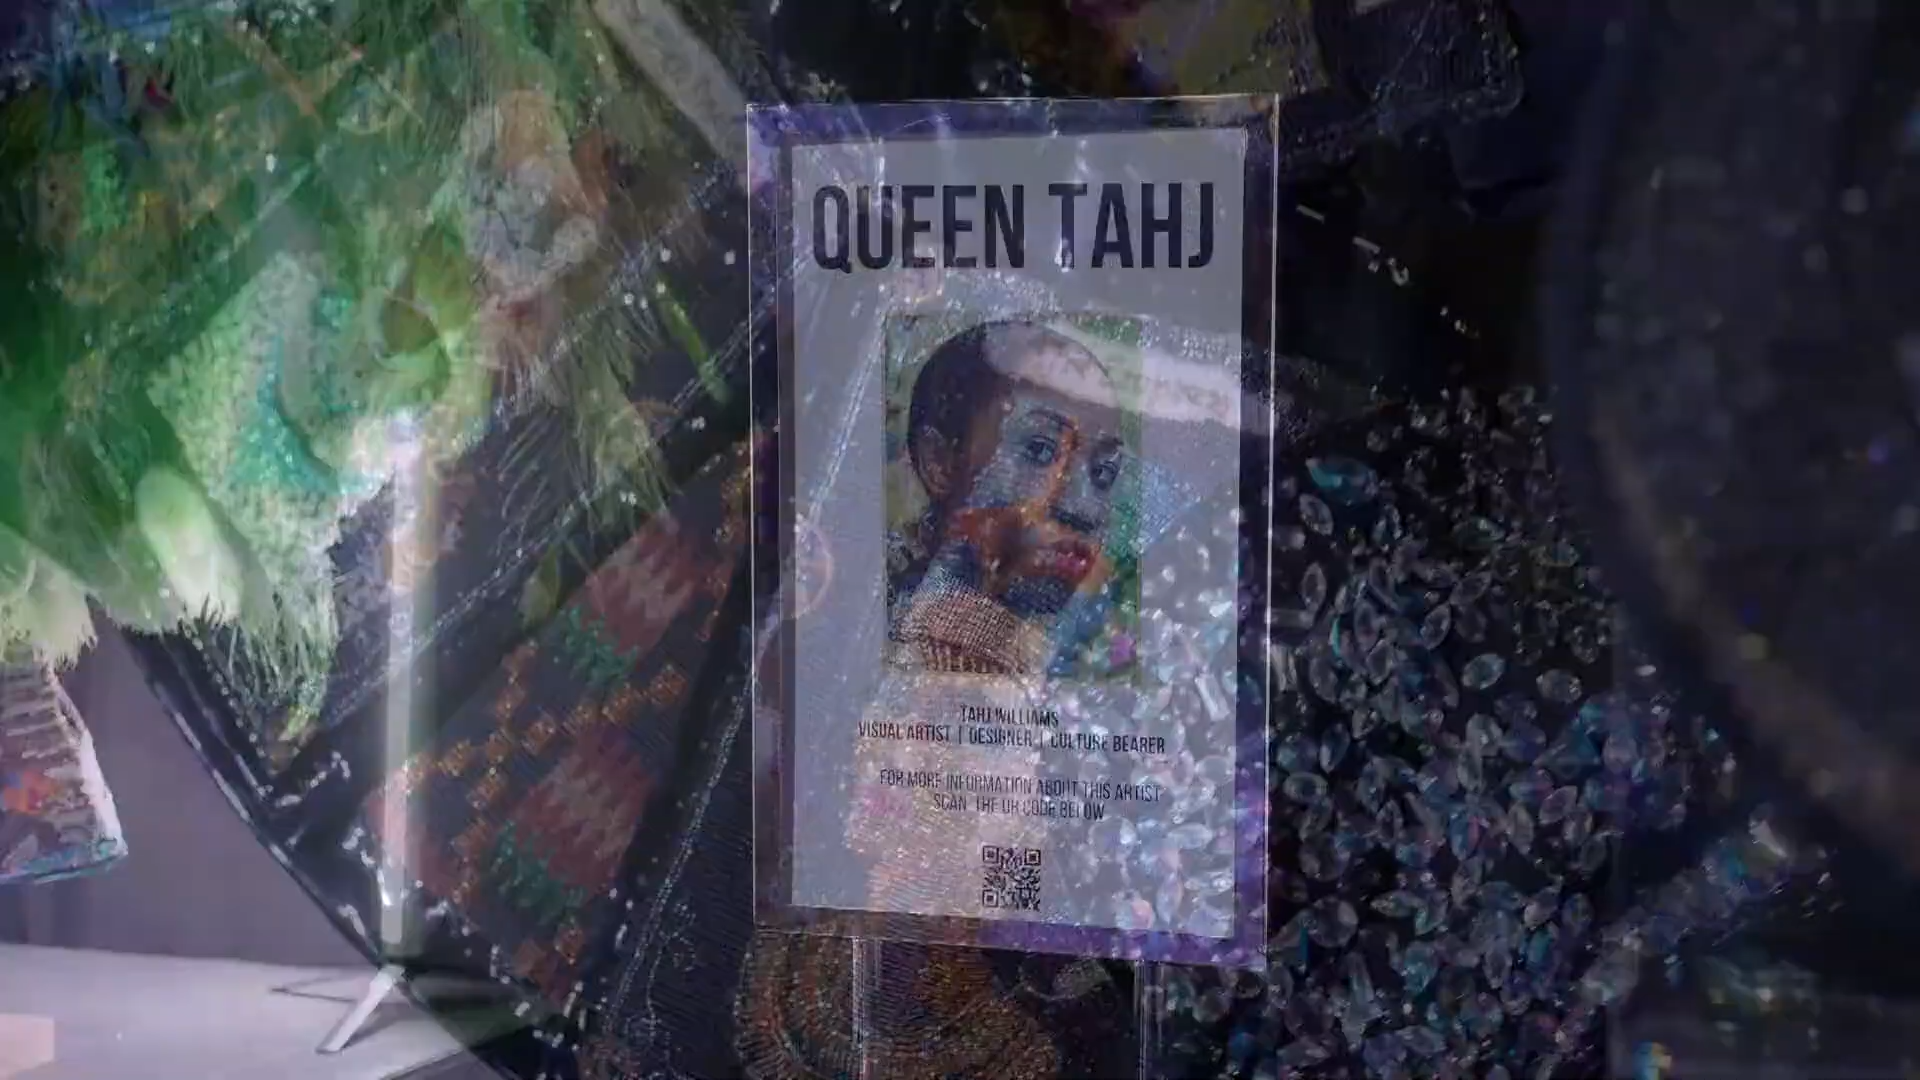 QUEEN TAHJ
TAHJ WILLIAMS
VISUAL ARTIST | DESIGNER | CULTURE BEARER
FOR MORE INFORMATION ABOUT THIS ARTIST
SCAN THE QR CODE BELOW